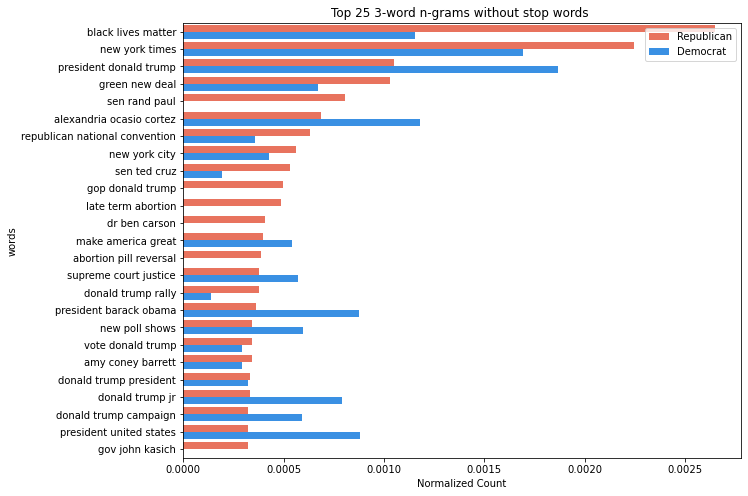 Top 25 3-word n-grams without stop words
Republican
Democrat
words
black lives matter
new york times
president donald trump
green new deal
sen rand paul
alexandria ocasio cortez
republican national convention
new york city
sen ted cruz
gop donald trump
late term abortion
dr ben carson
make america great
abortion pill reversal
supreme court justice
donald trump rally
president barack obama
new poll shows
vote donald trump
amy coney barrett
donald trump president
donald trump jr
donald trump campaign
president united states
gov john kasich
0.0000 0.0005 0.0010 0.0015 0.0020 0.0025
Normalized Count